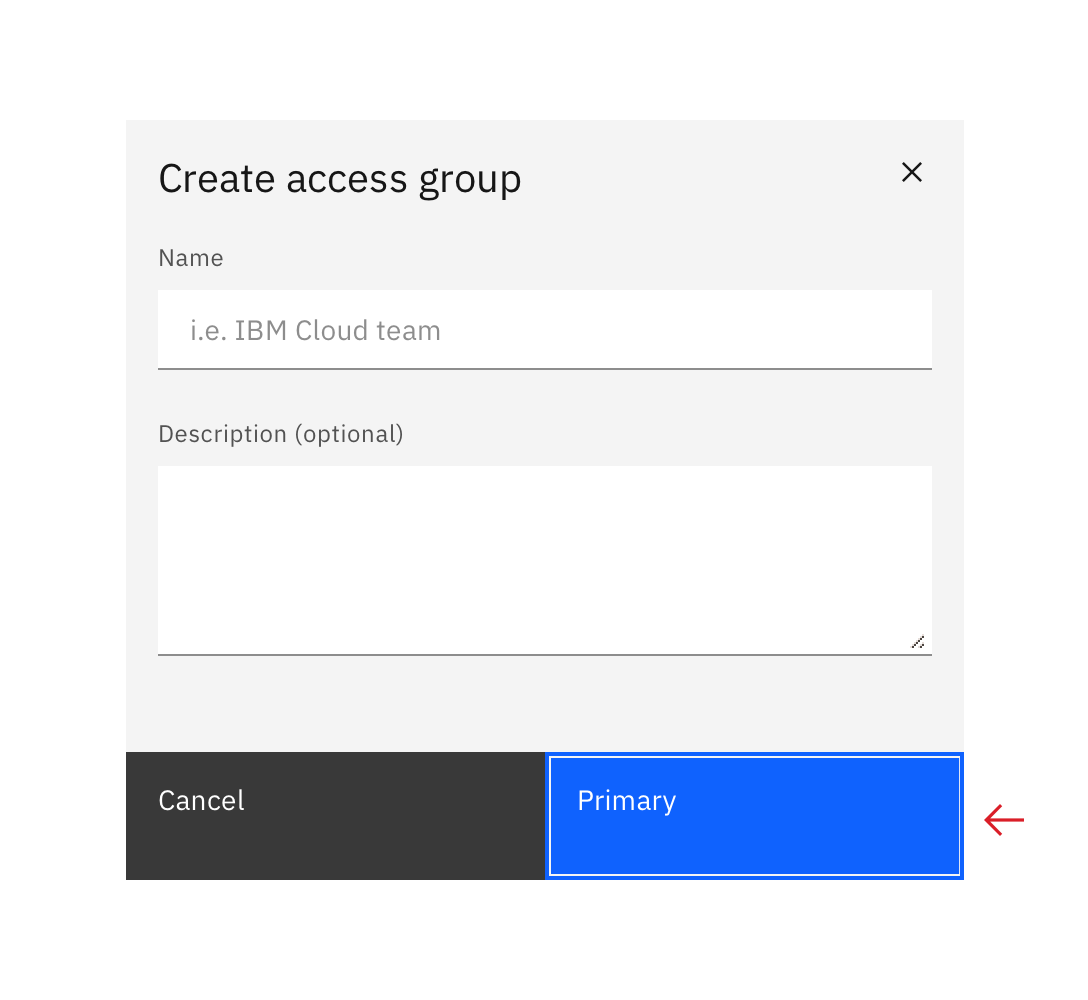 Create access group
Name
i.e. IBM Cloud team
Description (optional)
Cancel
Primary